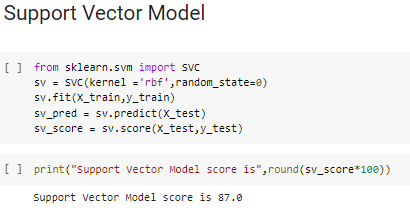 Support Vector Model
[ ] from sklearn.svm import SVC
sv = SVC(kernel ='rbf',random_state=0)
sv.fit(X_train,y_train)
sv_pred = sv.predict(X_test)
sv_score = sv.score(X_test,y_test)
[ ] print("Support Vector Model score is",round(sv_score*100))
Support Vector Model score is 87.0